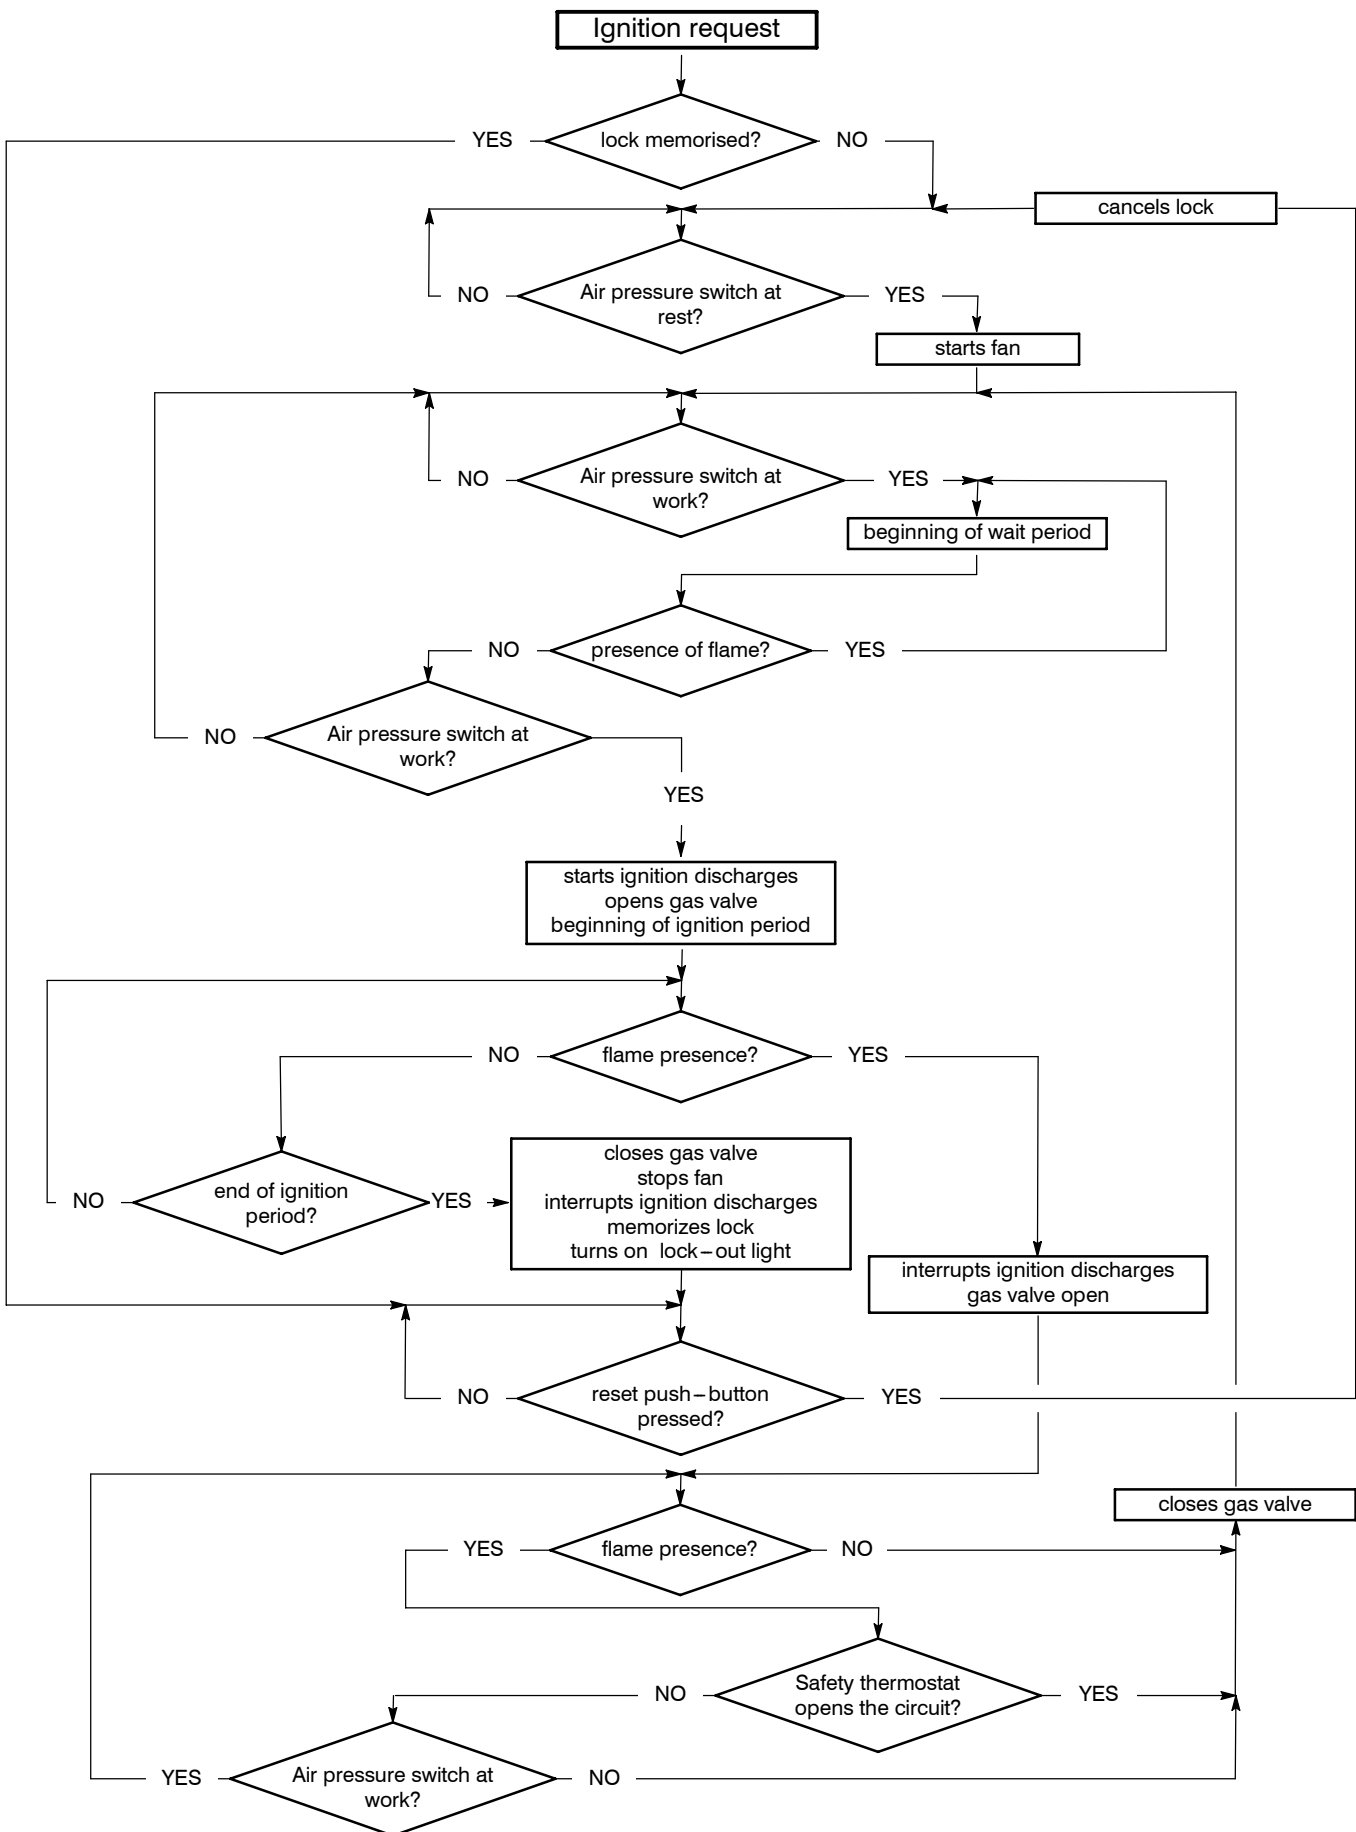 Ignition request
YES
lock memorised?
NO
cancels lock
NO
Air pressure switch at
rest?
YES
starts fan
NO
Air pressure switch at
work?
YES
beginning of wait period
NO
presence of flame?
YES
NO
Air pressure switch at
work?
YES
starts ignition discharges
opens gas valve
beginning of ignition period
NO
flame presence?
YES
NO
end of ignition
period?
YES
closes gas valve
stops fan
interrupts ignition discharges
memorizes lock
turns on lock-out light
interrupts ignition discharges
gas valve open
NO
reset push-button
pressed?
YES
closes gas valve
YES
flame presence?
NO
NO
Safety thermostat
opens the circuit?
YES
YES
Air pressure switch at
work?
NO